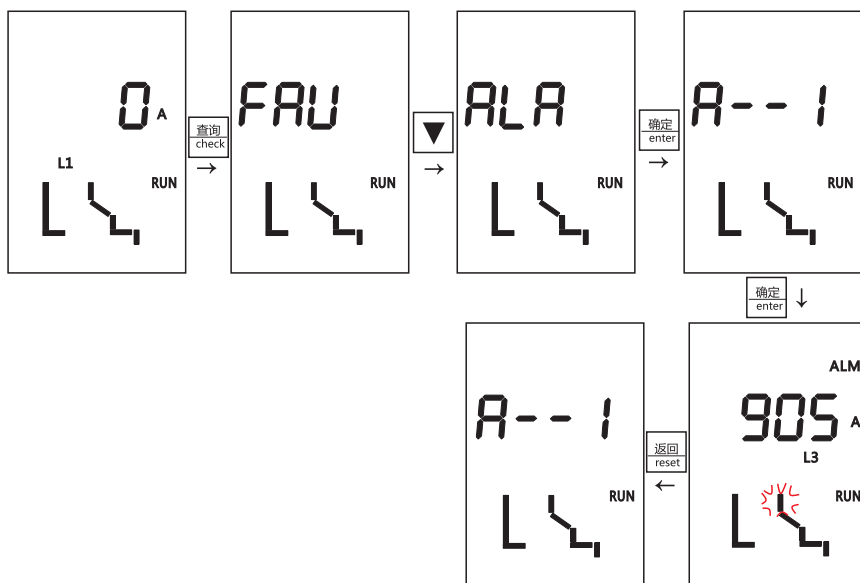 0 A
L1
RUN
查询
check
→
FAU
RUN
▼
→
ALA
RUN
确定
enter
→
A--1
RUN
确定
enter
↓
ALM
905 A
L3
RUN
返回
reset
←
A--1
RUN